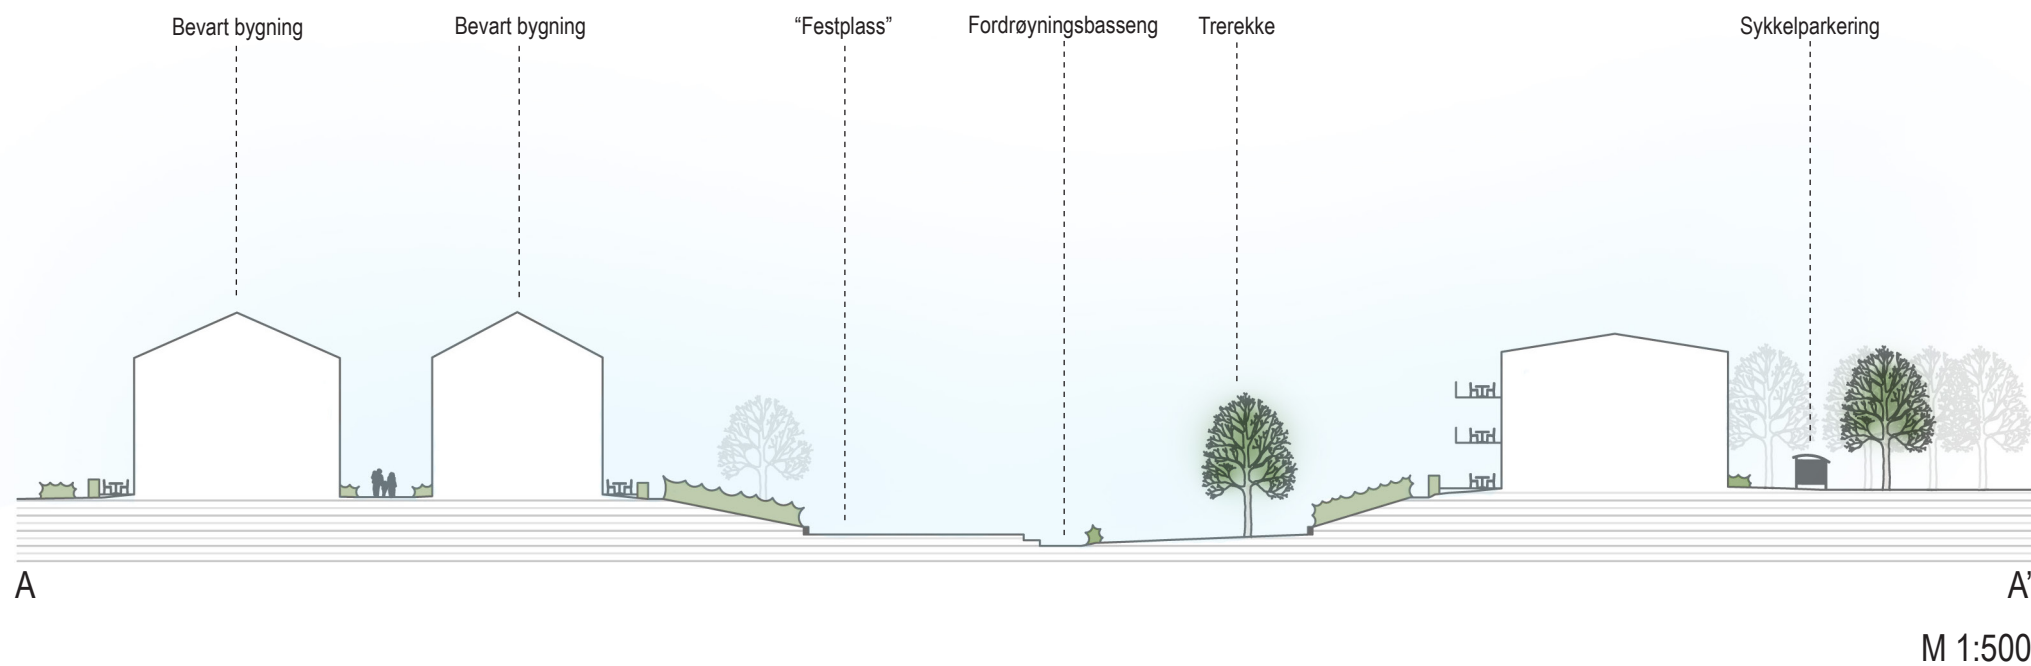 Bevart bygning
Bevart bygning
“Festplass”
Fordrøyningsbasseng
Trerekke
Sykkelparkering
A
A’
M 1:500